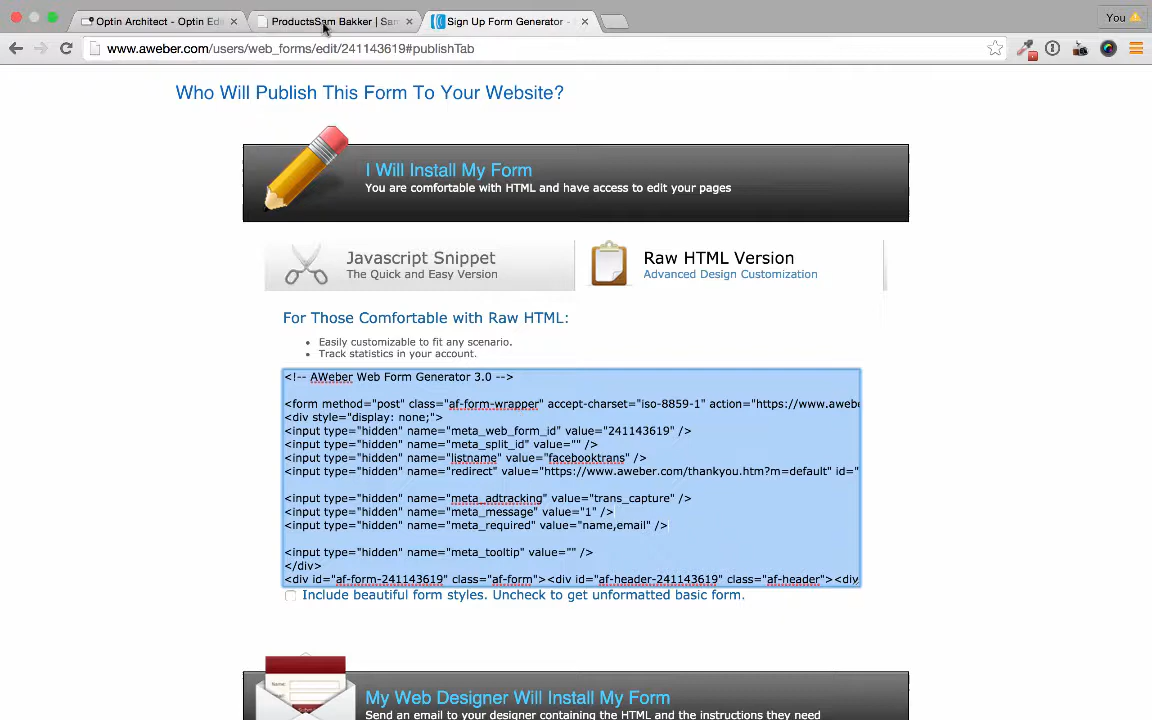 Optin Architect - Optin Edi
ProductsSam Bakker | Sam
Sign Up Form Generator -
You
www.aweber.com/users/web_forms/edit/241143619#publishTab
Who Will Publish This Form To Your Website?
I Will Install My Form
You are comfortable with HTML and have access to edit your pages
Javascript Snippet
The Quick and Easy Version
Raw HTML Version
Advanced Design Customization
For Those Comfortable with Raw HTML:
• Easily customizable to fit any scenario.
• Track statistics in your account.
<!-- AWeber Web Form Generator 3.0 -->
<form method="post" class="af-form-wrapper" accept-charset="iso-8859-1" action="https://www.awebe
<div style="display: none;">
<input type="hidden" name="meta_web_form_id" value="241143619" />
<input type="hidden" name="meta_split_id" value="" />
<input type="hidden" name="listname" value="facebooktrans" />
<input type="hidden" name="redirect" value="https://www.aweber.com/thankyou.htm?m=default" id="
<input type="hidden" name="meta_adtracking" value="trans_capture" />
<input type="hidden" name="meta_message" value="1" />
<input type="hidden" name="meta_required" value="name,email" />
<input type="hidden" name="meta_tooltip" value="" />
</div>
<div id="af-form-241143619" class="af-form"><div id="af-header-241143619" class="af-header"><div
Include beautiful form styles. Uncheck to get unformatted basic form.
Name:
My Web Designer Will Install My Form
Send an email to your designer containing the HTML and the instructions they need